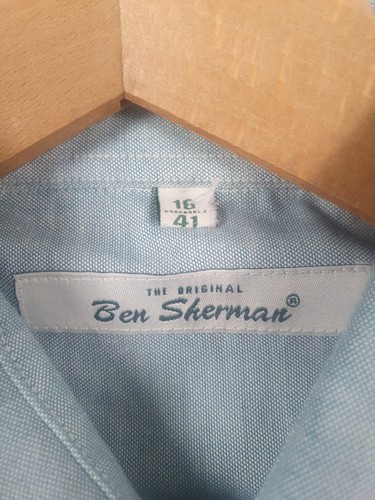 16
41
THE ORIGINAL
Ben Sherman®